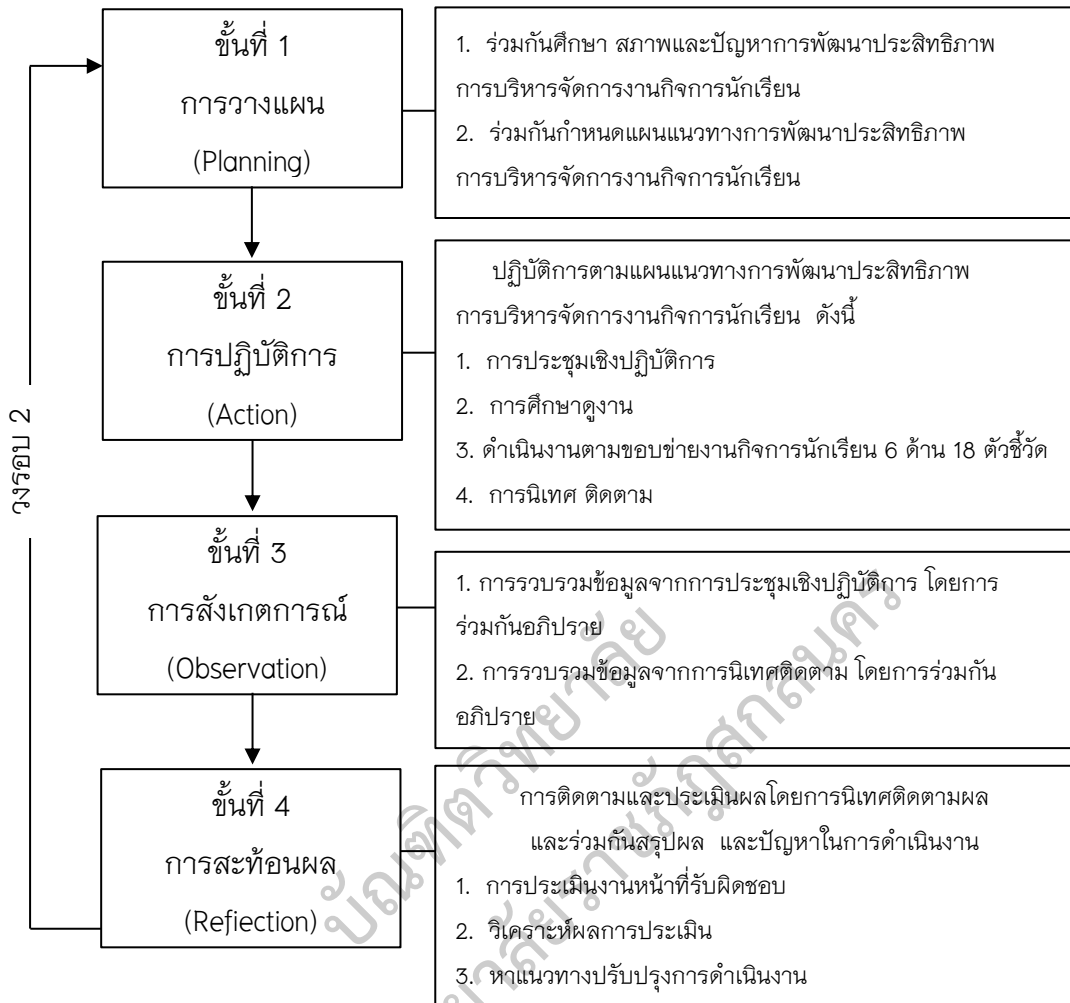 ขั้นที่ 1
การวางแผน
(Planning)
1. ร่วมกันศึกษา สภาพและปัญหาการพัฒนาประสิทธิภาพ
การบริหารจัดการงานกิจการนักเรียน
2. ร่วมกันกำหนดแผนแนวทางการพัฒนาประสิทธิภาพ
การบริหารจัดการงานกิจการนักเรียน
ขั้นที่ 2
การปฏิบัติการ
(Action)
ปฏิบัติการตามแผนแนวทางการพัฒนาประสิทธิภาพ
การบริหารจัดการงานกิจการนักเรียน ดังนี้
1. การประชุมเชิงปฏิบัติการ
2. การศึกษาดูงาน
3. ดำเนินงานตามขอบข่ายงานกิจการนักเรียน 6 ด้าน 18 ตัวชี้วัด
4. การนิเทศ ติดตาม
วงรอบ 2
ขั้นที่ 3
การสังเกตการณ์
(Observation)
1. การรวบรวมข้อมูลจากการประชุมเชิงปฏิบัติการ โดยการ
ร่วมกันอภิปราย
2. การรวบรวมข้อมูลจากการนิเทศติดตาม โดยการร่วมกัน
อภิปราย
ขั้นที่ 4
การสะท้อนผล
(Refiection)
การติดตามและประเมินผลโดยการนิเทศติดตามผล
และร่วมกันสรุปผล และปัญหาในการดำเนินงาน
1. การประเมินงานหน้าที่รับผิดชอบ
2. วิเคราะห์ผลการประเมิน
3. หาแนวทางปรับปรุงการดำเนินงาน
บัณฑิตวิทยาลัย
ยาลัยราชภัฏสกลนคร